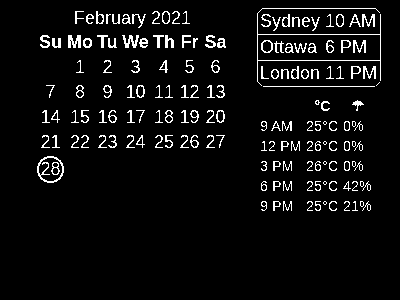 February 2021
Su Mo Tu We Th Fr Sa
1 2 3 4 5 6
7 8 9 10 11 12 13
14 15 16 17 18 19 20
21 22 23 24 25 26 27
28
Sydney 10 AM
Ottawa 6 PM
London 11 PM
°C ☂
9 AM 25°C 0%
12 PM 26°C 0%
3 PM 26°C 0%
6 PM 25°C 42%
9 PM 25°C 21%